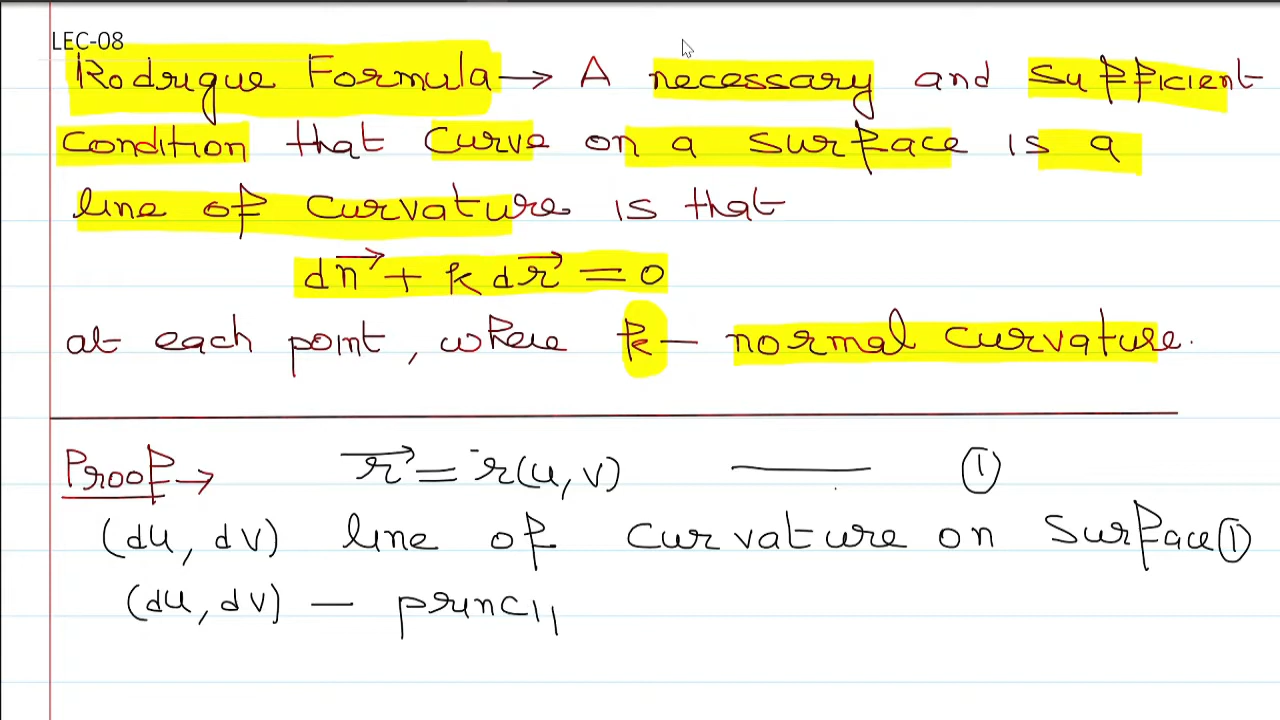 LEC-08
Rodrigue Formula → A necessary and sufficient
condition that curve on a surface is a
line of curvature is that
dn⃗ + k dr⃗ = 0
at each point, where k — normal curvature.
Proof → r⃗ = r(u, v) —— ①
(du, dv) line of curvature on surface ①
(du, dv) — princi